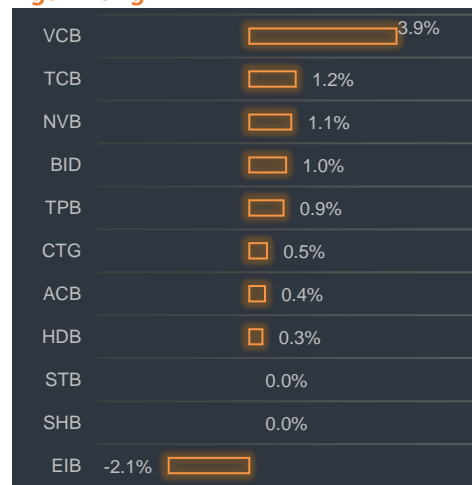 VCB 3.9%
TCB 1.2%
NVB 1.1%
BID 1.0%
TPB 0.9%
CTG 0.5%
ACB 0.4%
HDB 0.3%
STB 0.0%
SHB 0.0%
EIB -2.1%